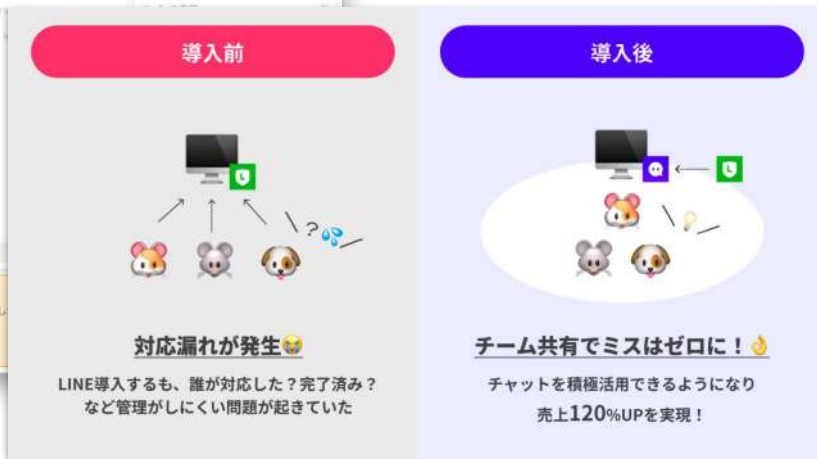 導入前
導入後
?
対応漏れが発生😭
チーム共有でミスはゼロに！👌
LINE導入するも、誰が対応した？完了済み？
など管理がしにくい問題が起きていた
チャットを積極活用できるようになり
売上120%UPを実現！